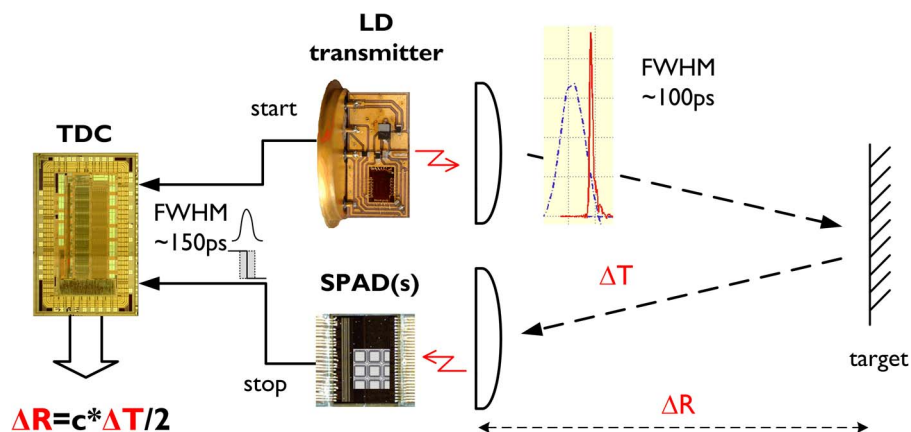 LD
transmitter
FWHM
~100ps
start
TDC
FWHM
~150ps
SPAD(s)
ΔT
stop
target
ΔR
ΔR=c*ΔT/2